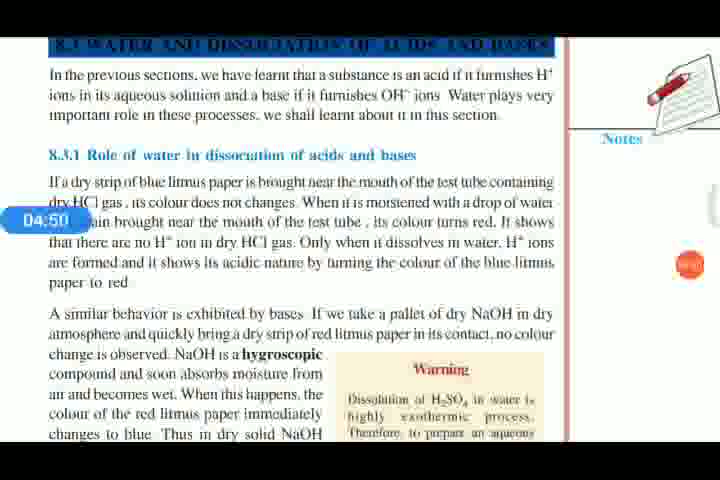 8.3 WATER AND DISSOCIATION OF ACIDS AND BASES
In the previous sections, we have learnt that a substance is an acid if it furnishes H⁺
ions in its aqueous solution and a base if it furnishes OH⁻ ions. Water plays very
important role in these processes, we shall learnt about it in this section.
Notes
8.3.1 Role of water in dissociation of acids and bases
If a dry strip of blue litmus paper is brought near the mouth of the test tube containing
dry HCl gas, its colour does not changes. When it is moistened with a drop of water
04:50
brought near the mouth of the test tube, its colour turns red. It shows
that there are no H⁺ ion in dry HCl gas. Only when it dissolves in water, H⁺ ions
are formed and it shows its acidic nature by turning the colour of the blue litmus
paper to red
A similar behavior is exhibited by bases. If we take a pallet of dry NaOH in dry
atmosphere and quickly bring a dry strip of red litmus paper in its contact, no colour
change is observed. NaOH is a hygroscopic
compound and soon absorbs moisture from
air and becomes wet. When this happens, the
colour of the red litmus paper immediately
changes to blue. Thus in dry solid NaOH
Warning
Dissolution of H₂SO₄ in water is
highly exothermic process.
Therefore, to prepare an aqueous